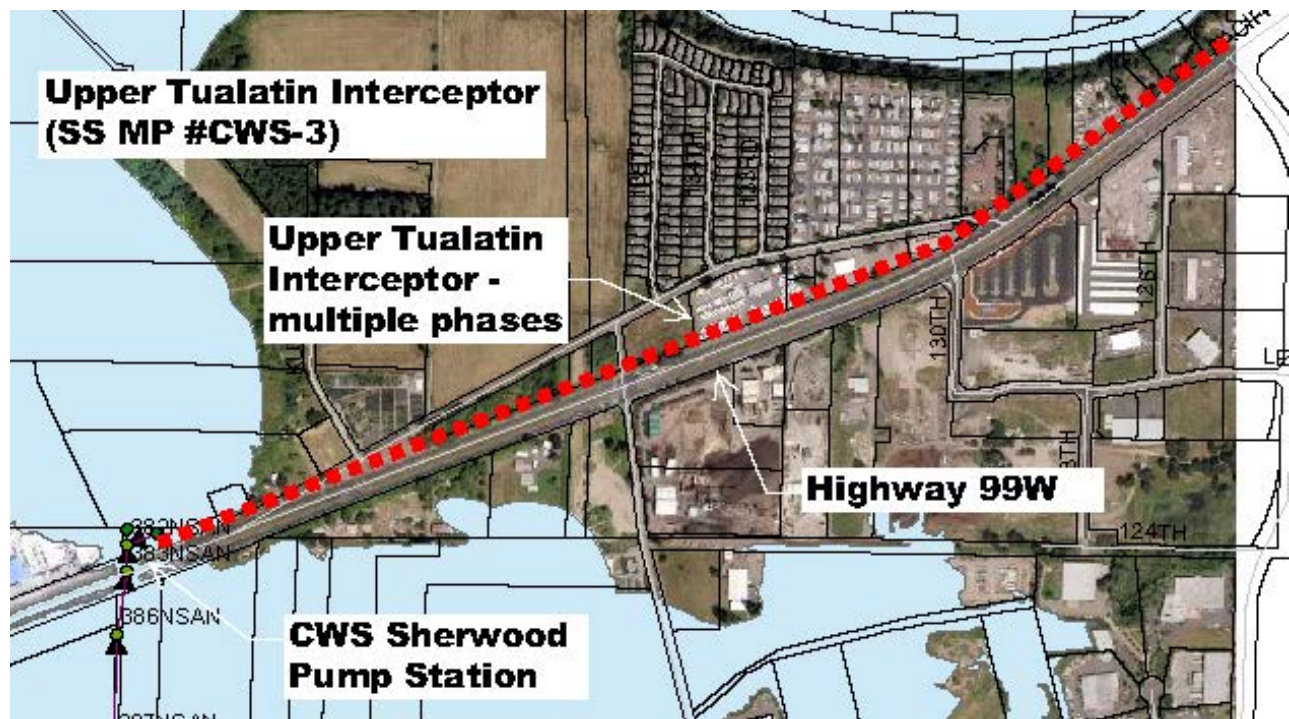 Upper Tualatin Interceptor
(SS MP #CWS-3)
Upper Tualatin
Interceptor -
multiple phases
130TH
126TH
Highway 99W
124TH
383NSAN
386NSAN
CWS Sherwood
Pump Station